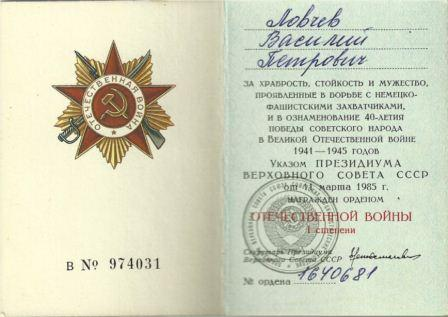 ОТЕЧЕСТВЕННАЯ ВОЙНА
В № 974031
Ловчев
Василий
Петрович
ЗА ХРАБРОСТЬ, СТОЙКОСТЬ И МУЖЕСТВО,
ПРОЯВЛЕННЫЕ В БОРЬБЕ С НЕМЕЦКО-
ФАШИСТСКИМИ ЗАХВАТЧИКАМИ,
И В ОЗНАМЕНОВАНИЕ 40-ЛЕТИЯ
ПОБЕДЫ СОВЕТСКОГО НАРОДА
В ВЕЛИКОЙ ОТЕЧЕСТВЕННОЙ ВОЙНЕ
1941—1945 ГОДОВ
УКАЗОМ ПРЕЗИДИУМА
ВЕРХОВНОГО СОВЕТА СССР
от 11 марта 1985 г.
НАГРАЖДЕН ОРДЕНОМ
ОТЕЧЕСТВЕННОЙ ВОЙНЫ
I степени
Секретарь Президиума
Верховного Совета СССР
№ ордена 1640681